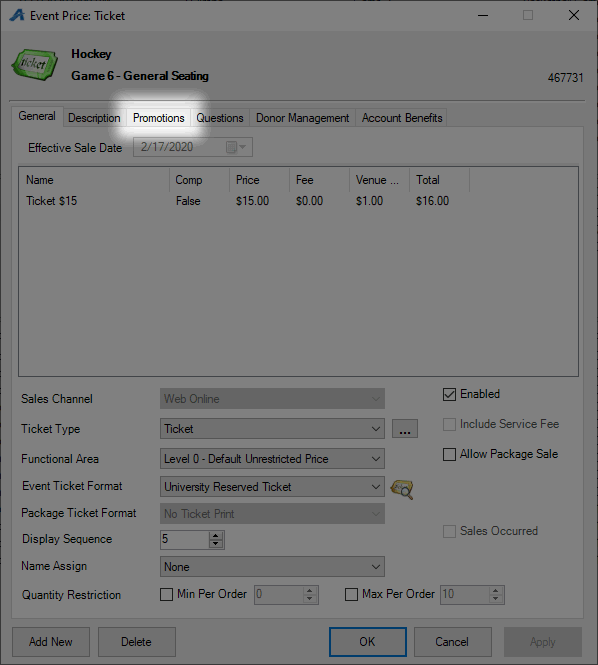 Event Price: Ticket
ticket
Hockey
Game 6 - General Seating
467731
General Description Promotions Questions Donor Management Account Benefits
Effective Sale Date 2/17/2020
Name Comp Price Fee Venue ... Total
Ticket $15 False $15.00 $0.00 $1.00 $16.00
Sales Channel Web Online Enabled
Ticket Type Ticket ... Include Service Fee
Functional Area Level 0 - Default Unrestricted Price Allow Package Sale
Event Ticket Format University Reserved Ticket
Package Ticket Format No Ticket Print
Sales Occurred
Display Sequence 5
Name Assign None
Quantity Restriction Min Per Order 0 Max Per Order 10
Add New Delete OK Cancel Apply